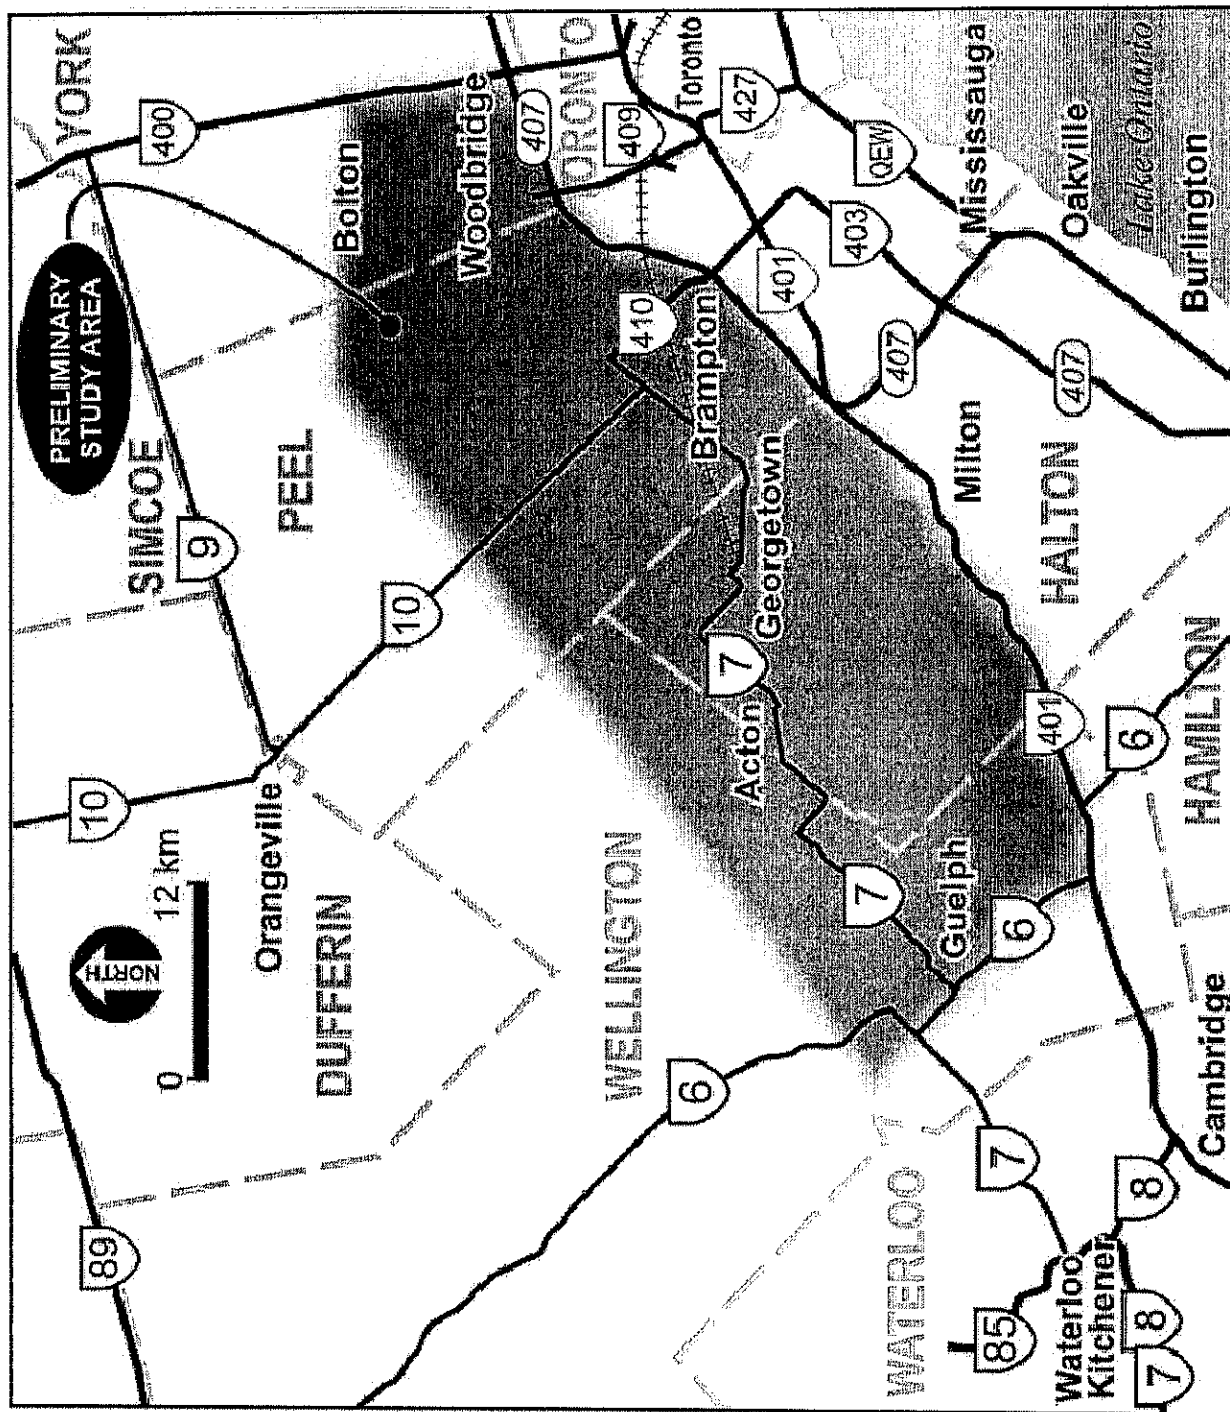 PRELIMINARY
STUDY AREA
YORK
400
10
89
NORTH
SIMCOE
0 12 km
9
Orangeville
PEEL
DUFFERIN
Bolton
10
Woodbridge
407
TORONTO
WELLINGTON
409
410
6
Toronto
Brampton
427
7
Acton
Georgetown
401
403
QEW
7
407
WATERLOO
Guelph
Milton
Mississauga
85
7
6
401
HALTON
407
Oakville
Waterloo
Kitchener
8
8
7
6
Lake Ontario
HAMILTON
Burlington
Cambridge